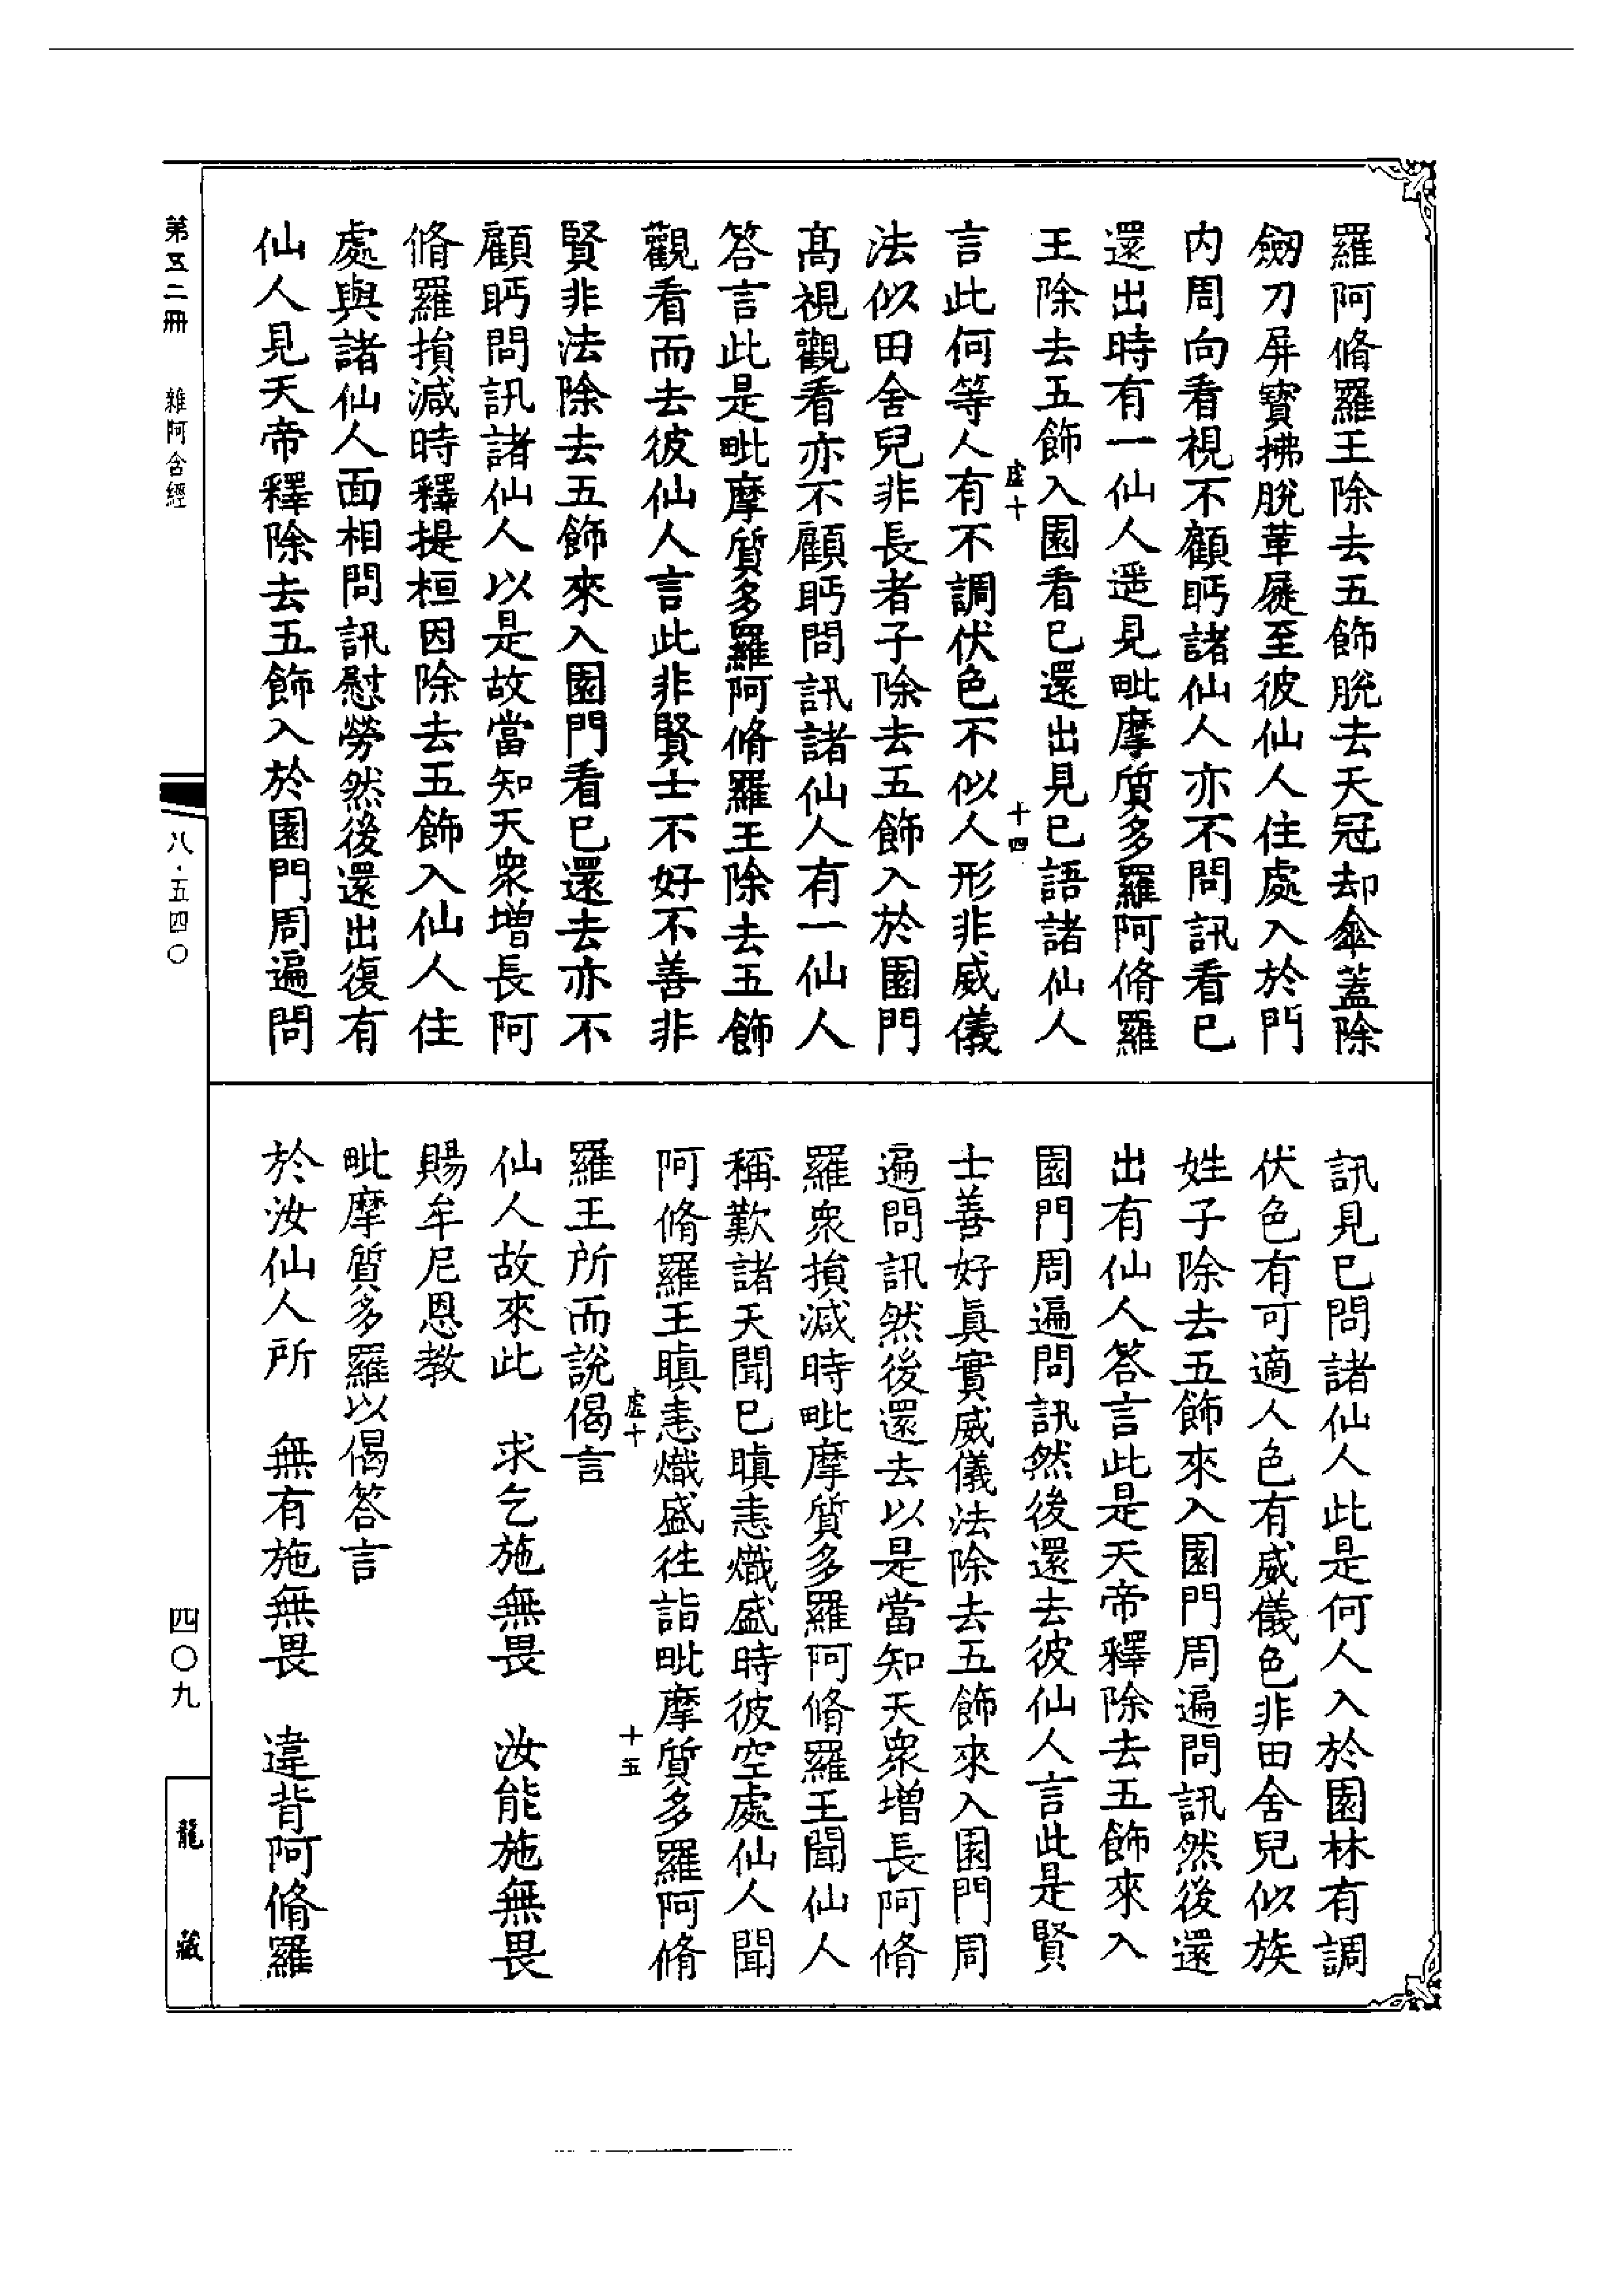 羅阿脩羅王除去五飾脫去天冠却傘蓋除
劒刀屏寳拂脫革屣至彼仙人住處入於門
内周向看視不顧眄諸仙人亦不問訊看已
還出時有一仙人遥見毗摩質多羅阿脩羅
王除去五飾入園看已還出見已語諸仙人
虛十 十四
言此何等人有不調伏色不似人形非威儀
法似田舍兒非長者子除去五飾入於園門
髙視觀看亦不顧眄問訊諸仙人有一仙人
答言此是毗摩質多羅阿脩羅王除去五飾
觀看而去彼仙人言此非賢士不好不善非
賢非法除去五飾來入園門看已還去亦不
顧眄問訊諸仙人以是故當知天衆增長阿
脩羅損減時釋提桓因除去五飾入仙人住
處與諸仙人面相問訊慰勞然後還出復有
仙人見天帝釋除去五飾入於園門周遍問
訊見已問諸仙人此是何人入於園林有調
伏色有可適人色有威儀色非田舍兒似族
姓子除去五飾來入園門周遍問訊然後還
出有仙人答言此是天帝釋除去五飾來入
園門周遍問訊然後還去彼仙人言此是賢
士善好真實威儀法除去五飾來入園門周
遍問訊然後還去以是當知天衆增長阿脩
羅衆損減時毗摩質多羅阿脩羅王聞仙人
稱歎諸天聞已瞋恚熾盛時彼空處仙人聞
阿脩羅王瞋恚熾盛往詣毗摩質多羅阿脩
虛十 十五
羅王所而說偈言
仙人故來此 求乞施無畏 汝能施無畏
賜牟尼恩教
毗摩質多羅以偈答言
於汝仙人所 無有施無畏 違背阿脩羅
第五二冊 雜阿含經
八·五四〇
四〇九
龍藏